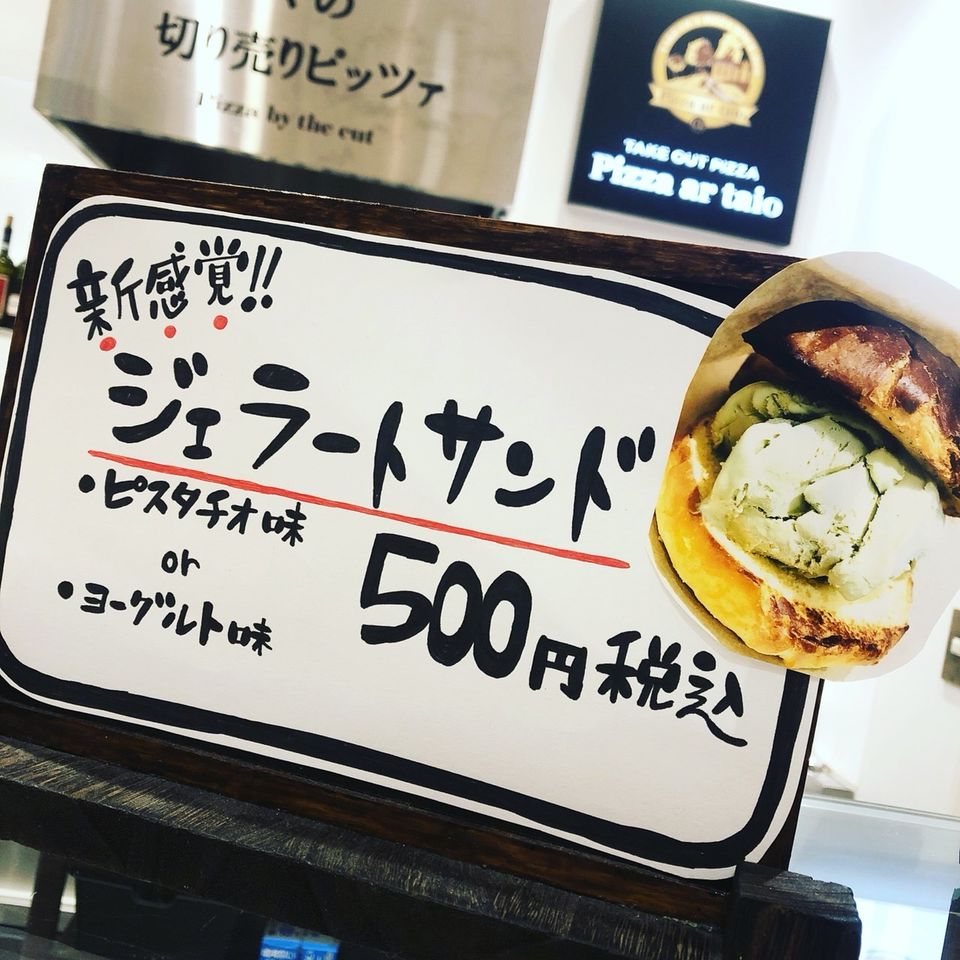 切り売りピッツァ
Pizza by the cut
TAKE OUT PIZZA
Pizza ar taio
新感覚!!
ジェラートサンド
・ピスタチオ味
or
・ヨーグルト味
500円税込